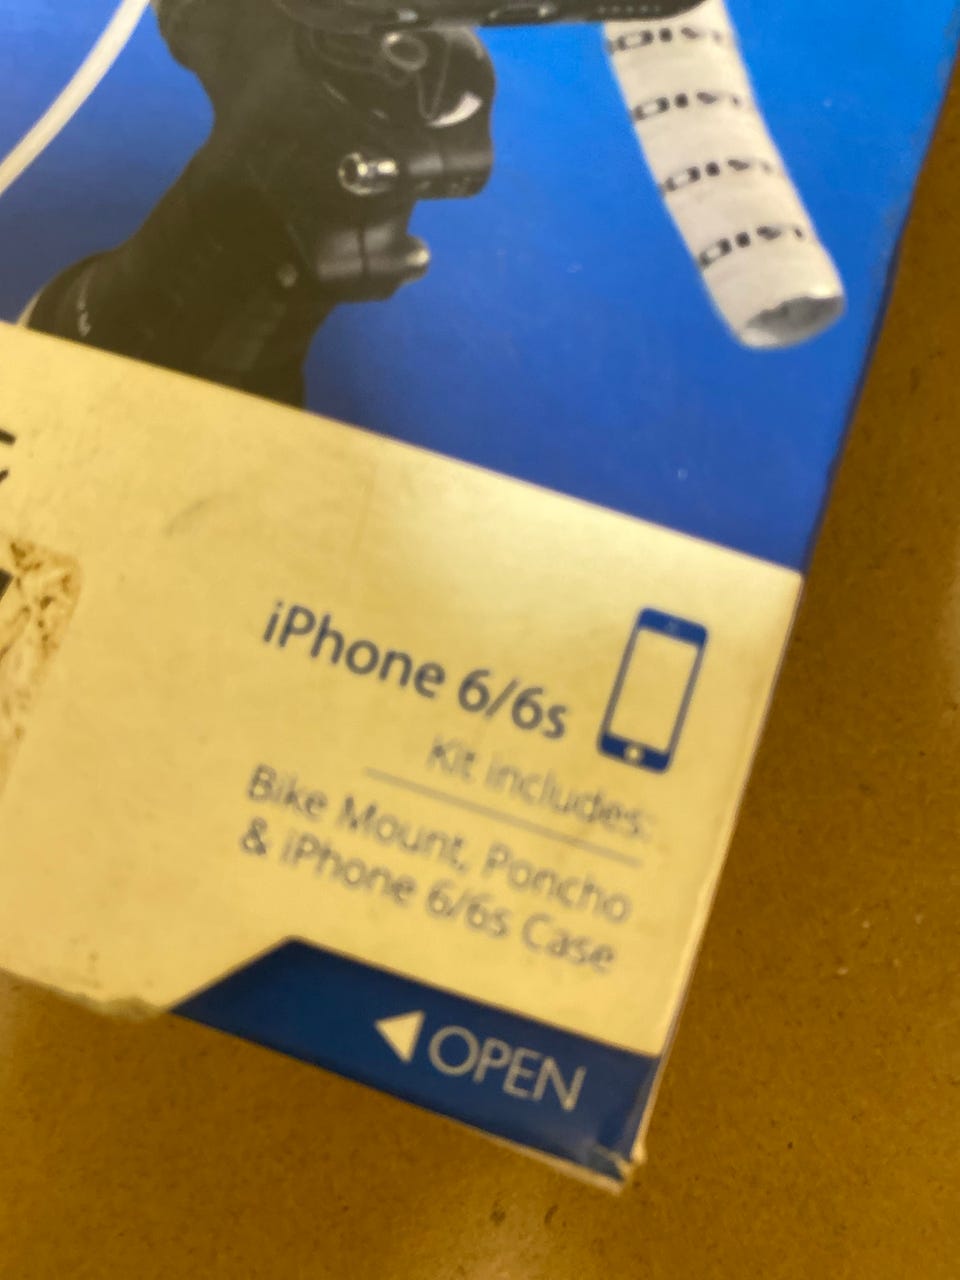 iPhone 6/6s
Kit includes:
Bike Mount, Poncho
& iPhone 6/6s Case
OPEN